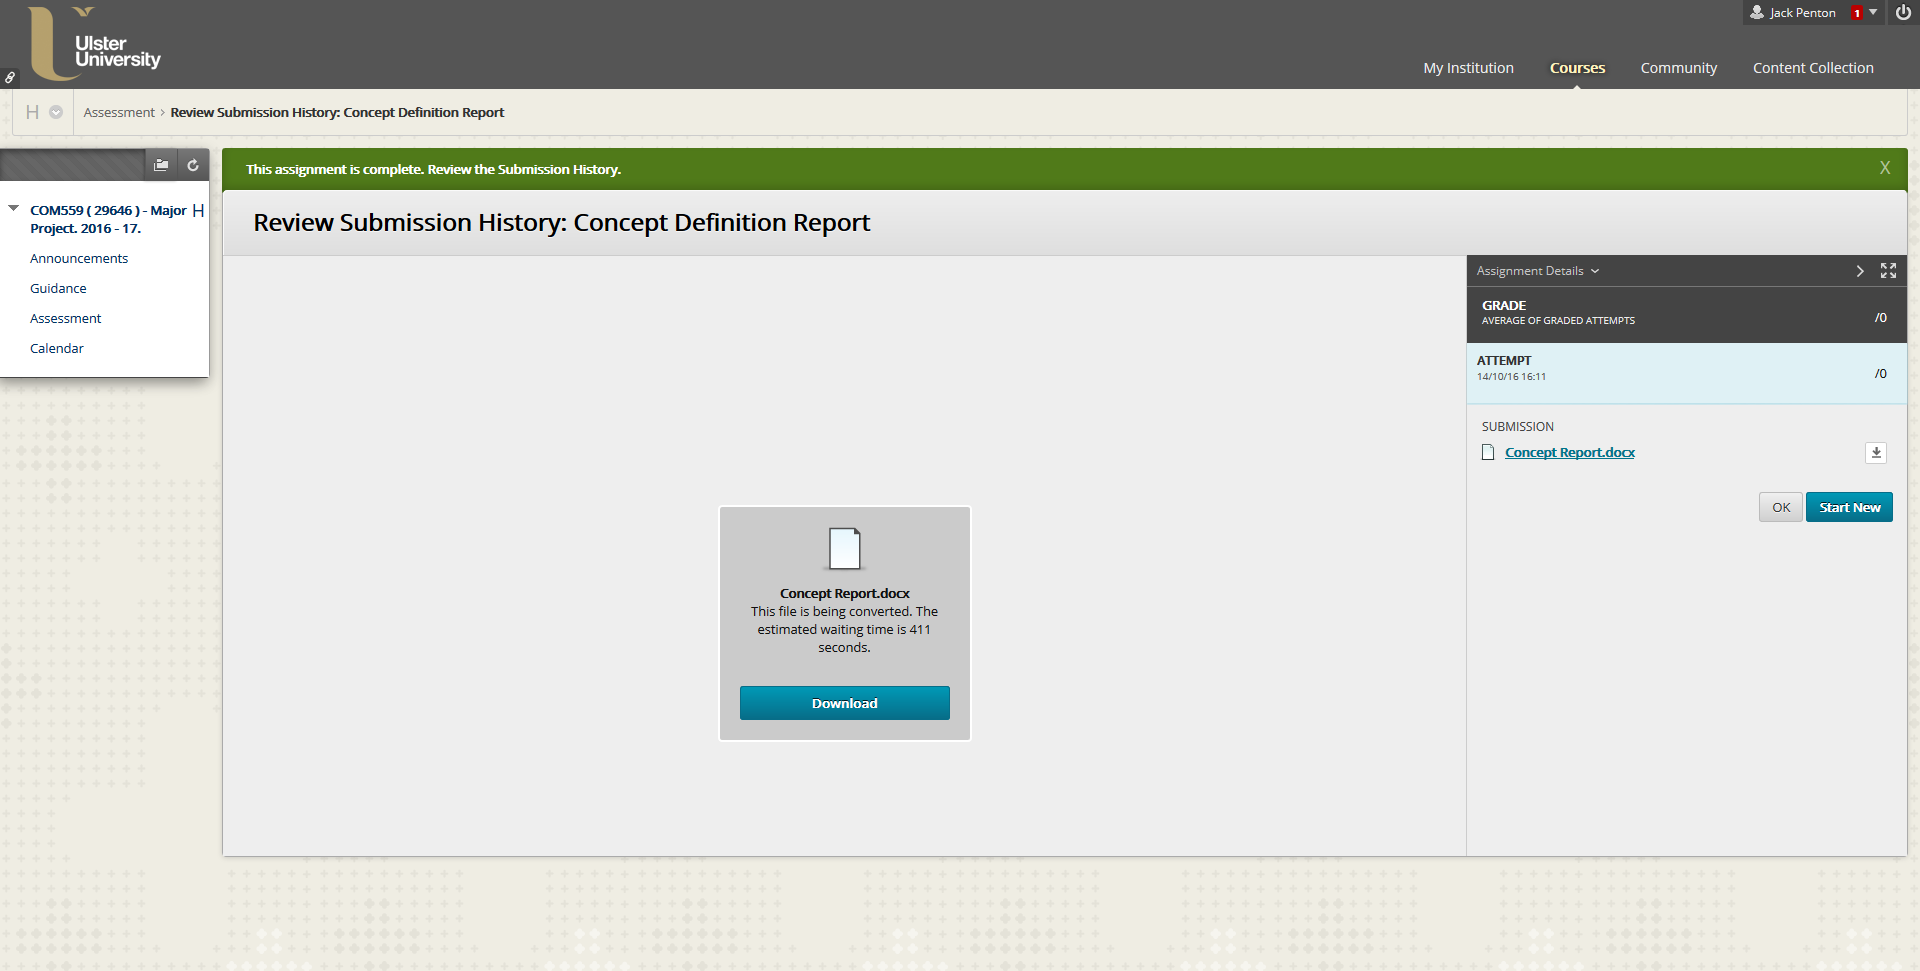 Ulster
University
Jack Penton 1
My Institution Courses Community Content Collection
H Assessment > Review Submission History: Concept Definition Report
COM559 ( 29646 ) - Major H
Project. 2016 - 17.
Announcements
Guidance
Assessment
Calendar
This assignment is complete. Review the Submission History. X
Review Submission History: Concept Definition Report
Concept Report.docx
This file is being converted. The
estimated waiting time is 411
seconds.
Download
Assignment Details
GRADE
AVERAGE OF GRADED ATTEMPTS /0
ATTEMPT
14/10/16 16:11 /0
SUBMISSION
Concept Report.docx
OK Start New